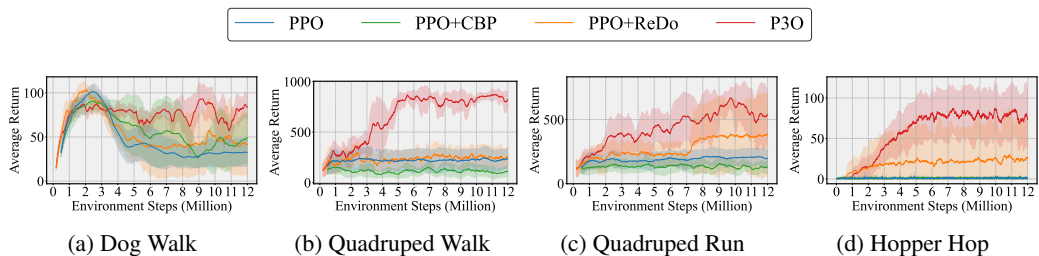 PPO PPO+CBP PPO+ReDo P3O
Average Return
100
50
0
0 1 2 3 4 5 6 7 8 9 10 11 12
Environment Steps (Million)
(a) Dog Walk
Average Return
1000
500
0
0 1 2 3 4 5 6 7 8 9 10 11 12
Environment Steps (Million)
(b) Quadruped Walk
Average Return
500
0
0 1 2 3 4 5 6 7 8 9 10 11 12
Environment Steps (Million)
(c) Quadruped Run
Average Return
100
50
0
0 1 2 3 4 5 6 7 8 9 10 11 12
Environment Steps (Million)
(d) Hopper Hop